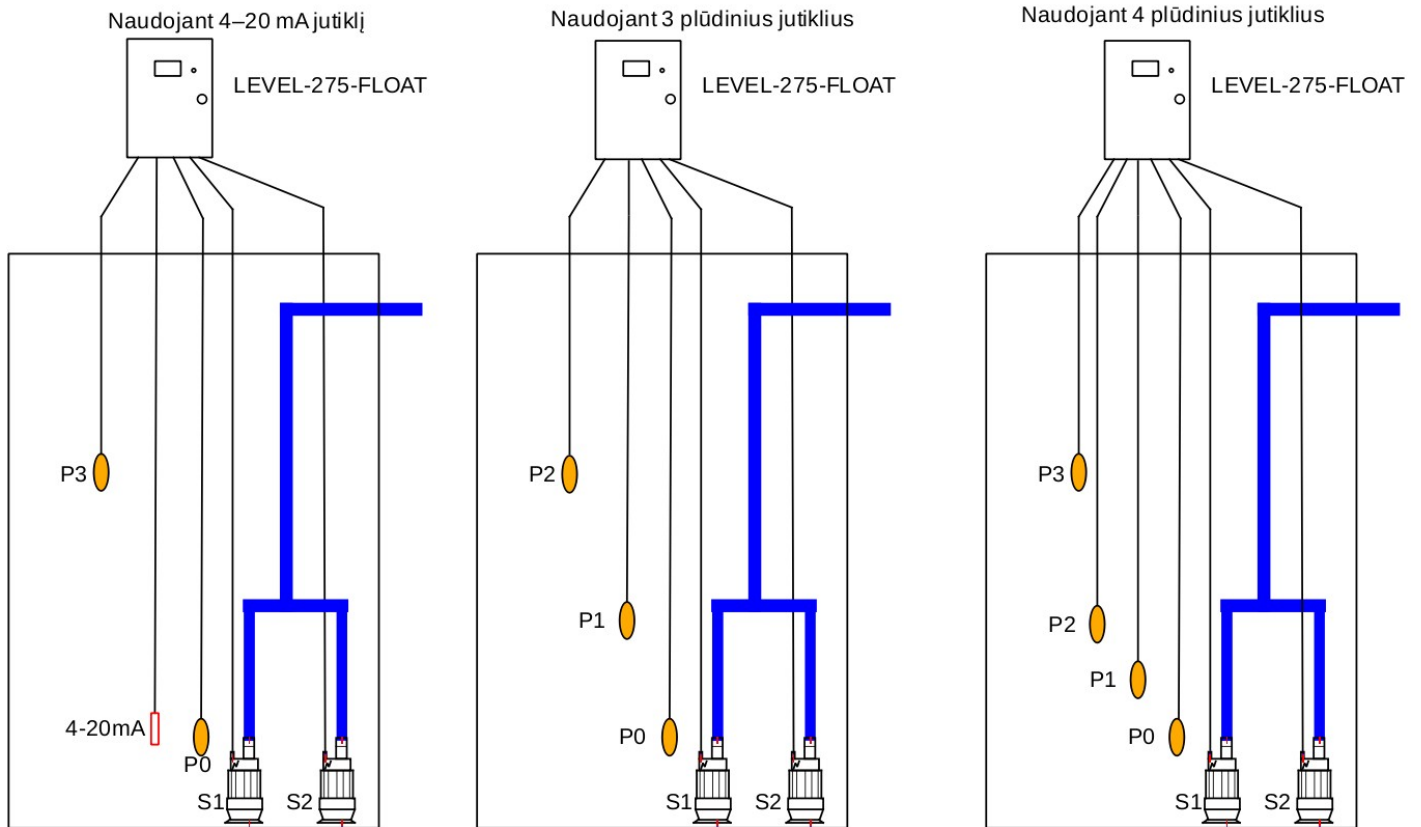 Naudojant 4–20 mA jutiklį
LEVEL-275-FLOAT
P3
4-20mA
P0
S1
S2
Naudojant 3 plūdinius jutiklius
LEVEL-275-FLOAT
P2
P1
P0
S1
S2
Naudojant 4 plūdinius jutiklius
LEVEL-275-FLOAT
P3
P2
P1
P0
S1
S2